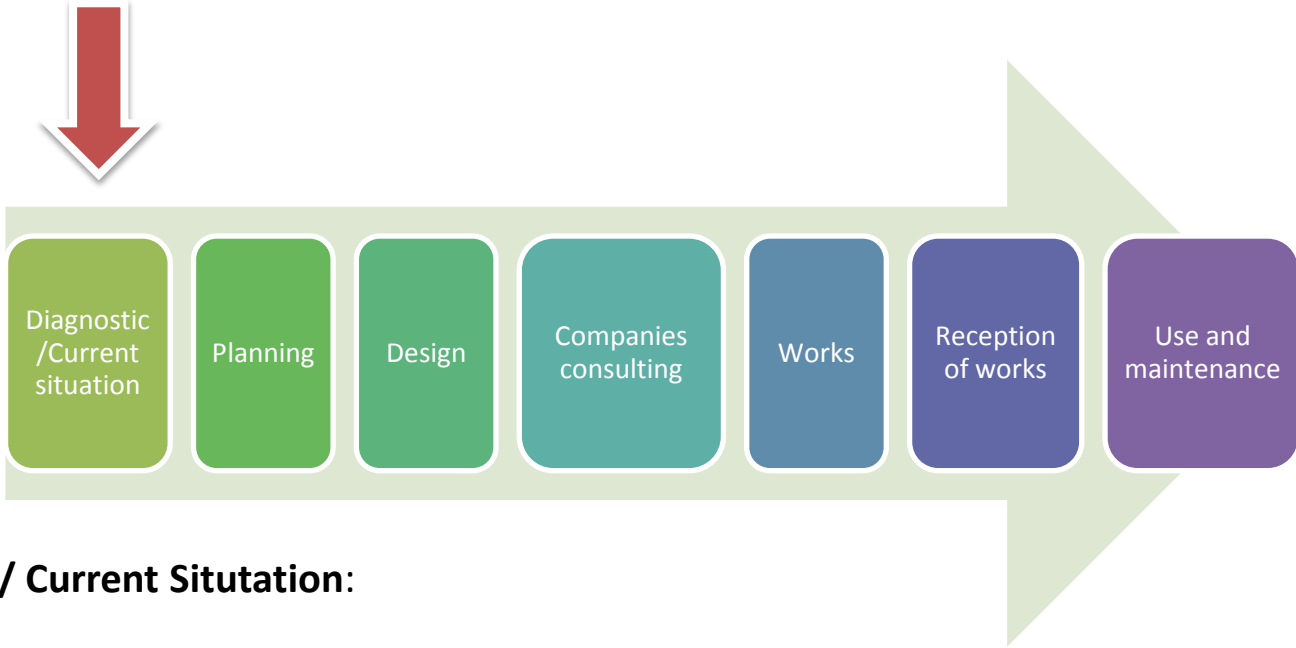 Diagnostic
/Current
situation
Planning
Design
Companies
consulting
Works
Reception
of works
Use and
maintenance
/ Current Situtation: